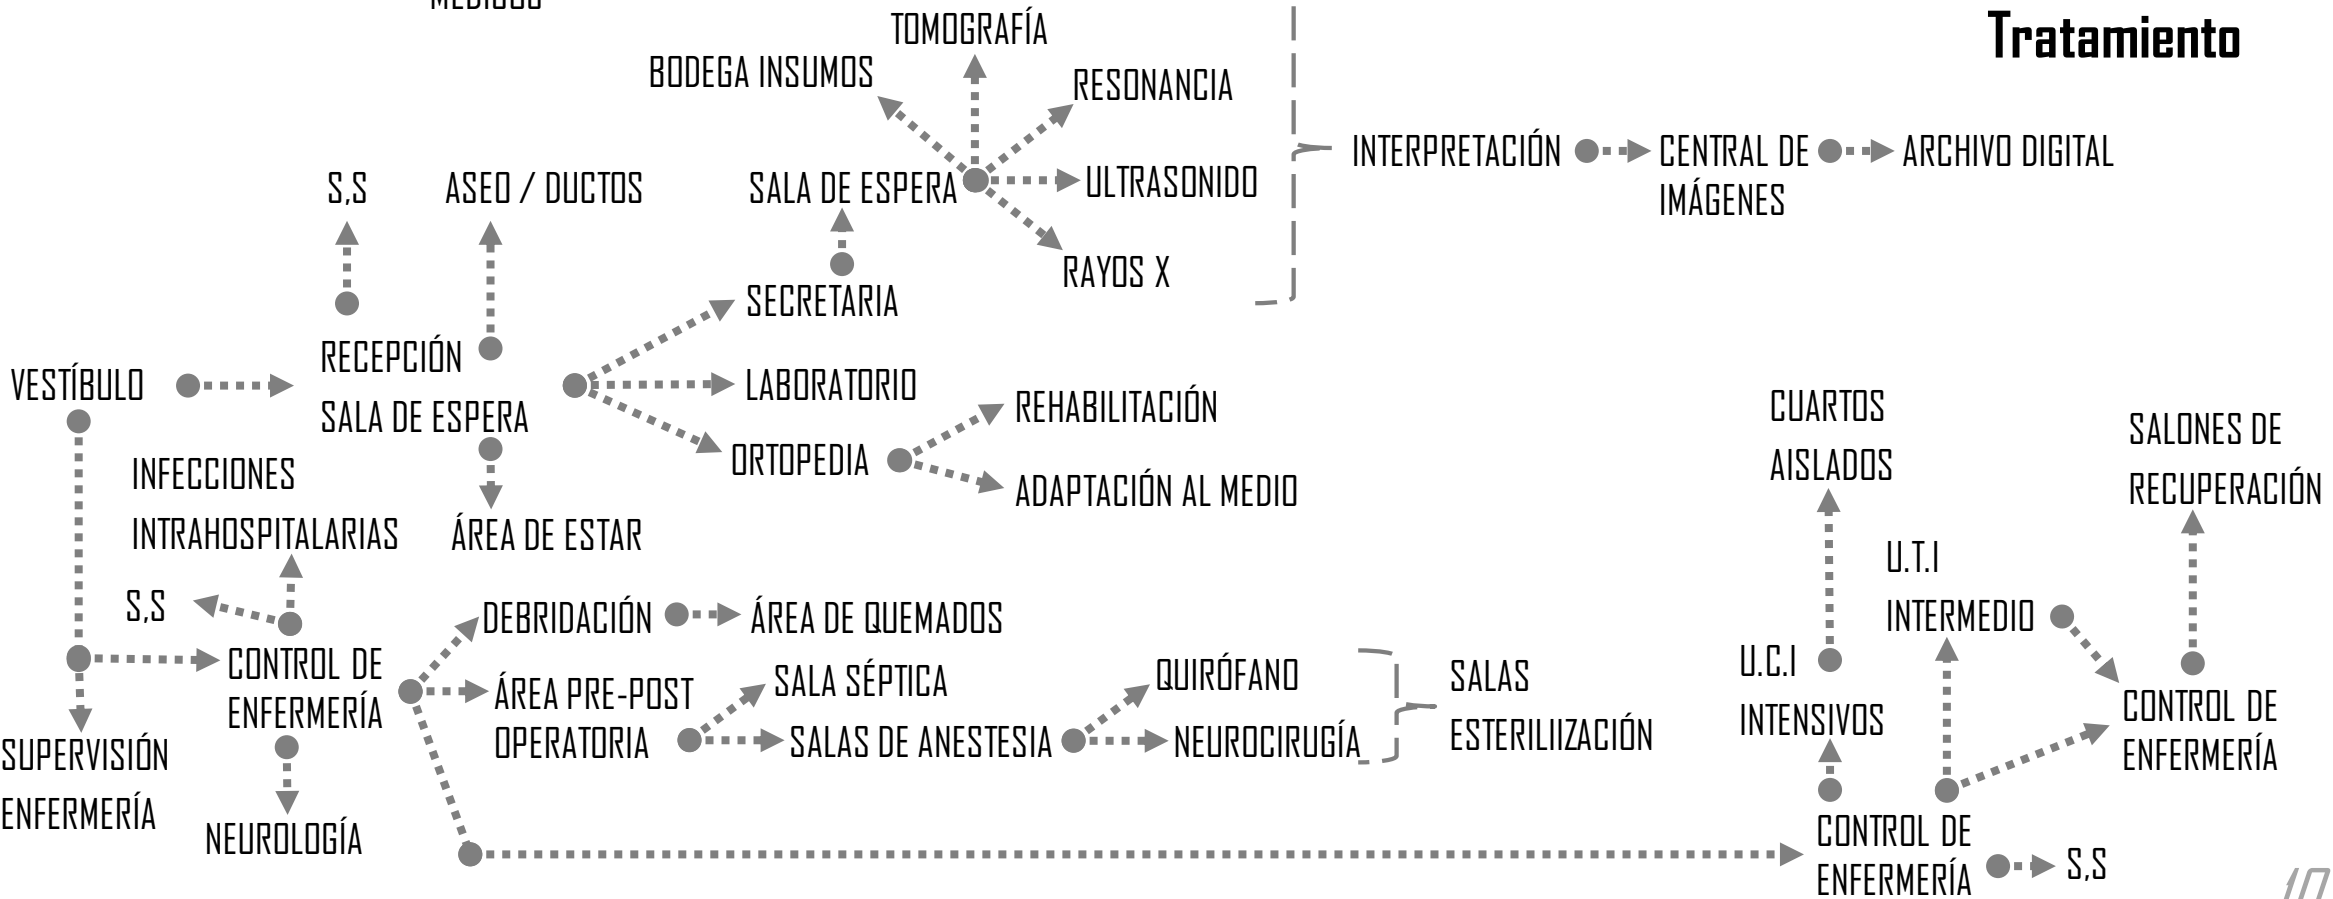 Tratamiento
TOMOGRAFÍA
BODEGA INSUMOS
RESONANCIA
INTERPRETACIÓN
CENTRAL DE
IMÁGENES
ARCHIVO DIGITAL
S,S
ASEO / DUCTOS
SALA DE ESPERA
ULTRASONIDO
RAYOS X
SECRETARIA
RECEPCIÓN
SALA DE ESPERA
VESTÍBULO
LABORATORIO
ORTOPEDIA
REHABILITACIÓN
ADAPTACIÓN AL MEDIO
ÁREA DE ESTAR
INFECCIONES
INTRAHOSPITALARIAS
S,S
CONTROL DE
ENFERMERÍA
SUPERVISIÓN
ENFERMERÍA
NEUROLOGÍA
DEBRIDACIÓN
ÁREA DE QUEMADOS
ÁREA PRE-POST
OPERATORIA
SALA SÉPTICA
SALAS DE ANESTESIA
QUIRÓFANO
NEUROCIRUGÍA
SALAS
ESTERILIIZACIÓN
CUARTOS
AISLADOS
U.C.I
INTENSIVOS
U.T.I
INTERMEDIO
SALONES DE
RECUPERACIÓN
CONTROL DE
ENFERMERÍA
CONTROL DE
ENFERMERÍA
S,S